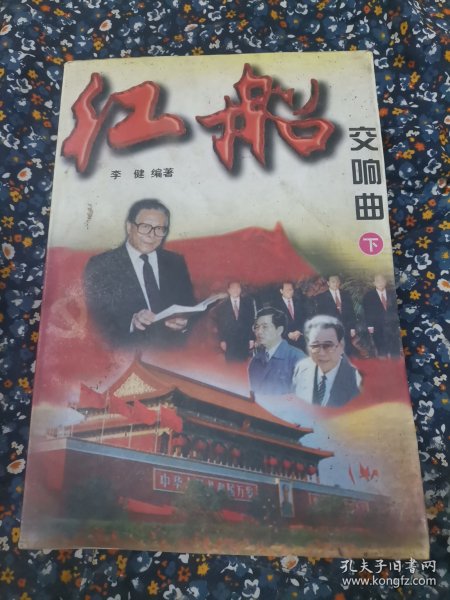 红船
交响曲
下
李健 编著
中华人民共和国万岁
孔夫子旧书网
www.kongfz.com